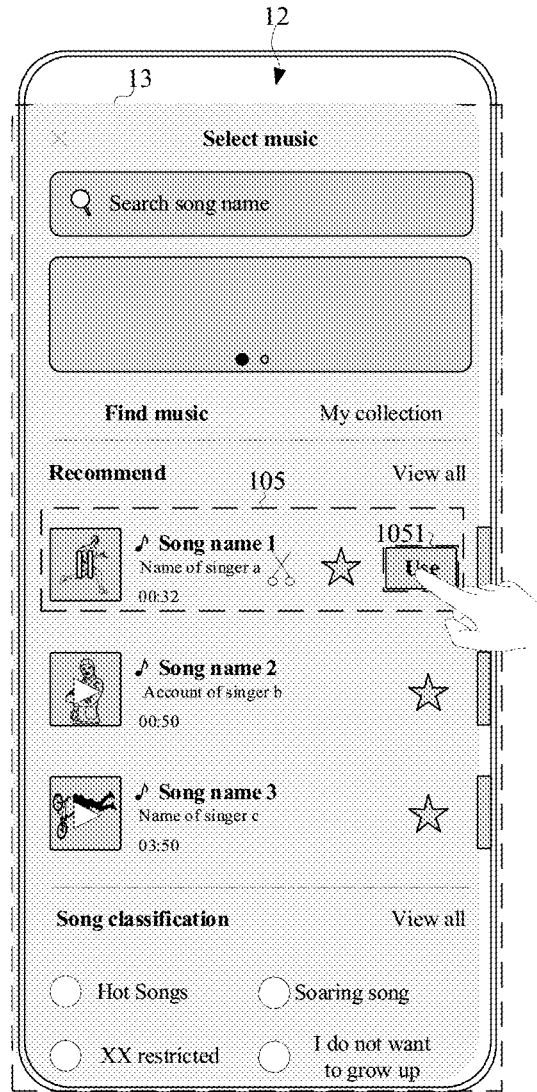 12
13
Select music
Search song name
Find music My collection
Recommend View all
105
1051
Song name 1
Name of singer a
00:32
Use
Song name 2
Account of singer b
00:50
Song name 3
Name of singer c
03:50
Song classification View all
Hot Songs Soaring song
XX restricted I do not want
to grow up